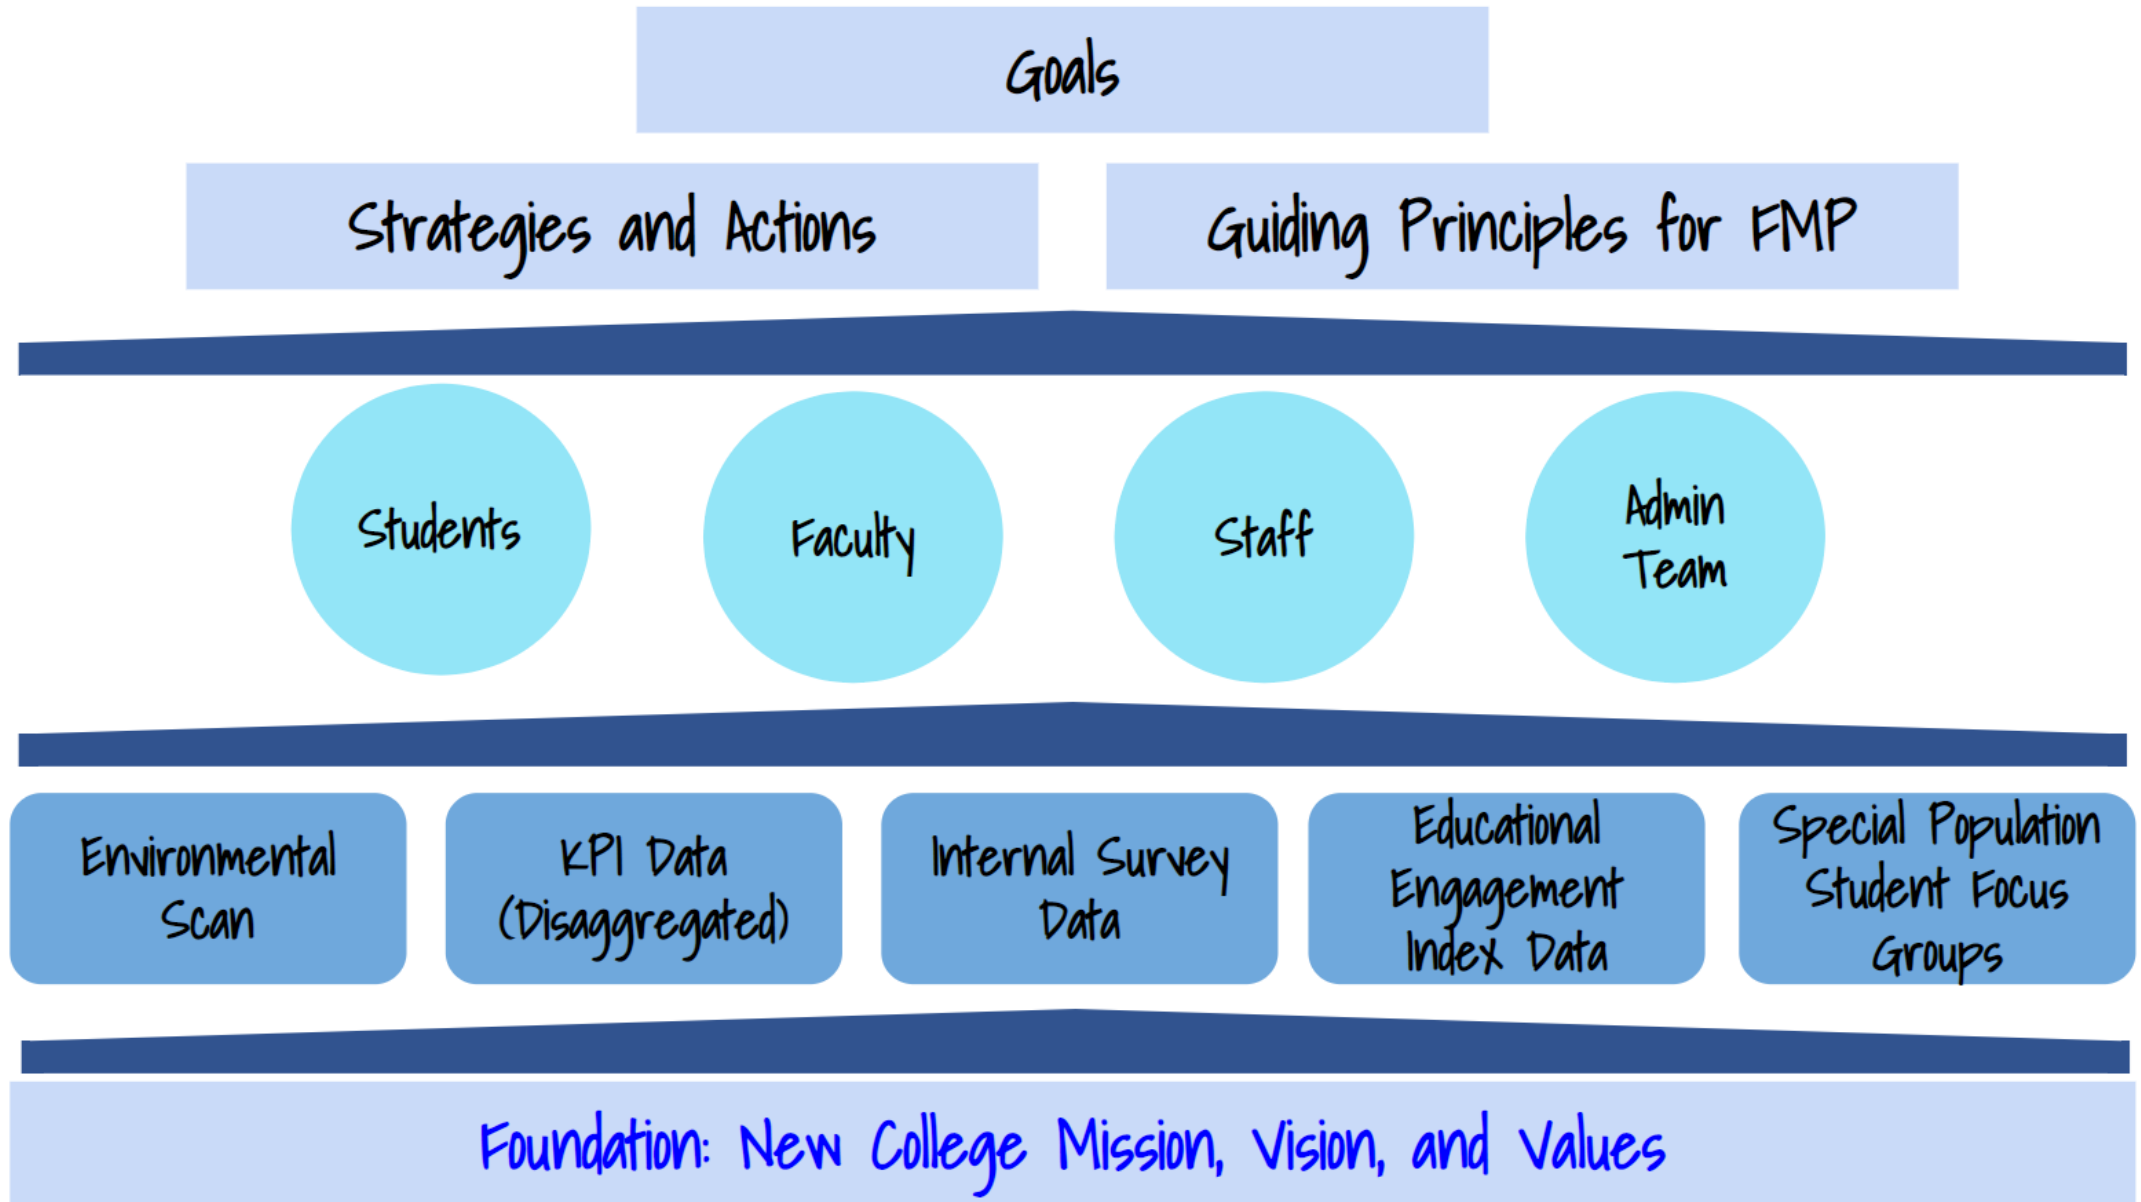 Goals
Strategies and Actions
Guiding Principles for FMP
Students
Faculty
Staff
Admin
Team
Environmental
Scan
KPI Data
(Disaggregated)
Internal Survey
Data
Educational
Engagement
Index Data
Special Population
Student Focus
Groups
Foundation: New College Mission, Vision, and Values